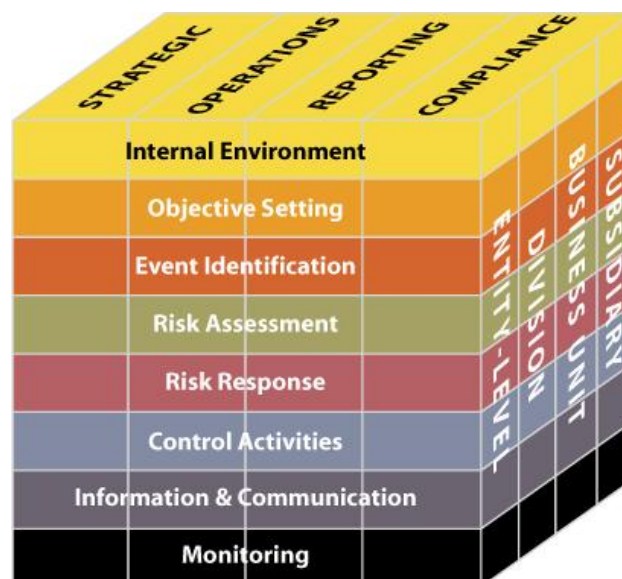 STRATEGIC
OPERATIONS
REPORTING
COMPLIANCE
Internal Environment
Objective Setting
Event Identification
Risk Assessment
Risk Response
Control Activities
Information & Communication
Monitoring
ENTITY-LEVEL
DIVISION
BUSINESS UNIT
SUBSIDIARY